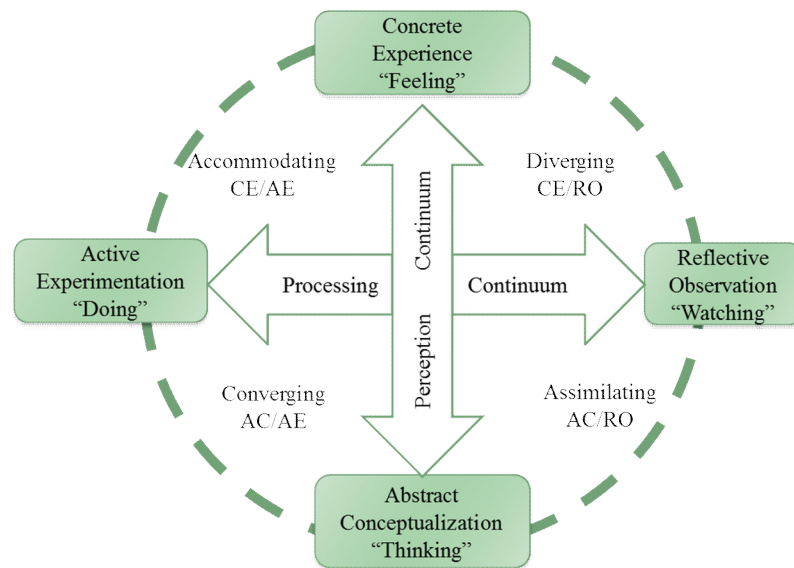 Concrete
Experience
“Feeling”
Accommodating
CE/AE
Diverging
CE/RO
Active
Experimentation
“Doing”
Processing Continuum
Perception Continuum
Reflective
Observation
“Watching”
Converging
AC/AE
Assimilating
AC/RO
Abstract
Conceptualization
“Thinking”